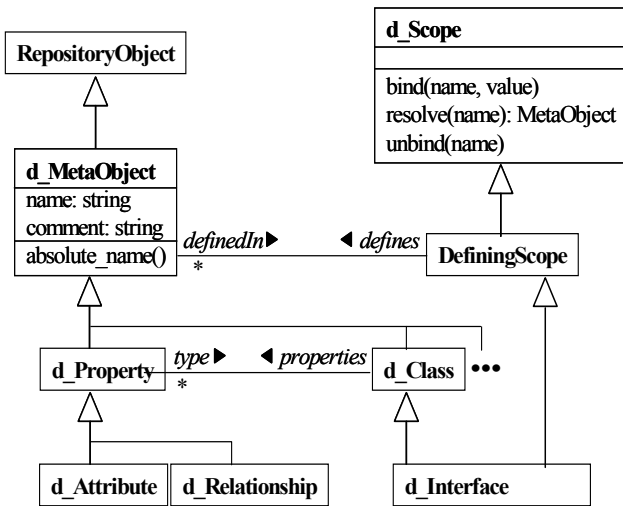 d_Scope
RepositoryObject
bind(name, value)
resolve(name): MetaObject
unbind(name)
d_MetaObject
name: string
comment: string
absolute_name()
definedIn▶ ◀ defines
*
DefiningScope
d_Property
type ▶ ◀ properties
*
d_Class
•••
d_Attribute
d_Relationship
d_Interface